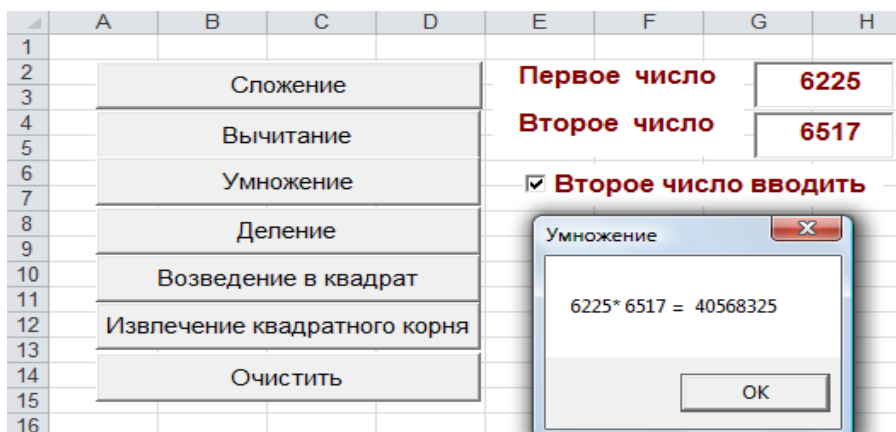 A B C D E F G H
1
2
3
4
5
6
7
8
9
10
11
12
13
14
15
16
Сложение
Вычитание
Умножение
Деление
Возведение в квадрат
Извлечение квадратного корня
Очистить
Первое число 6225
Второе число 6517
Второе число вводить
Умножение
6225* 6517 = 40568325
OK